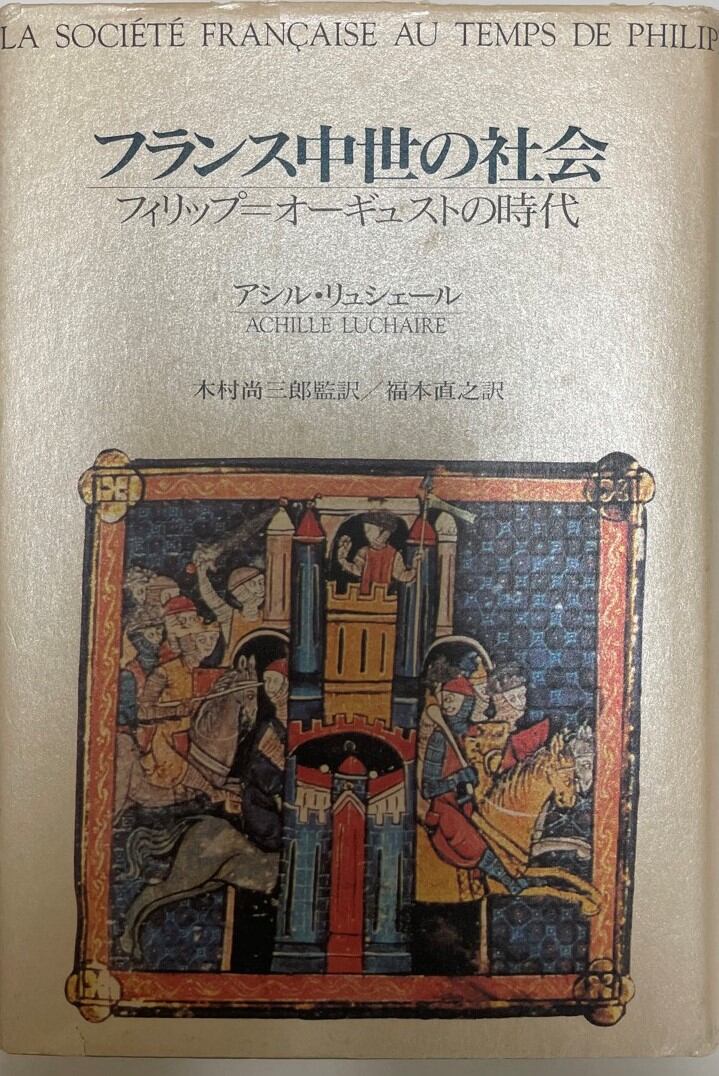 LA SOCIÉTÉ FRANÇAISE AU TEMPS DE PHILIP
フランス中世の社会
フィリップ=オーギュストの時代
アシル・リュシェール
ACHILLE LUCHAIRE
木村尚三郎監訳/福本直之訳